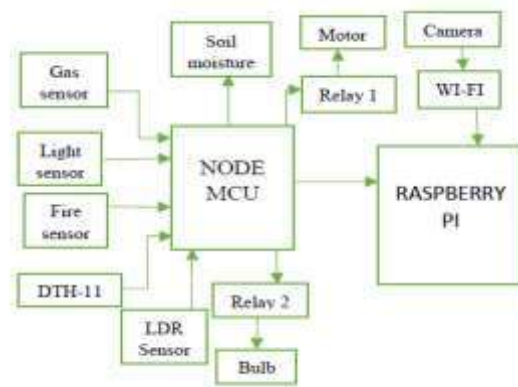 Soil
moisture
Motor
Camera
Gas
sensor
Relay 1
WI-FI
Light
sensor
NODE
MCU
RASPBERRY
PI
Fire
sensor
DTH-11
LDR
Sensor
Relay 2
Bulb